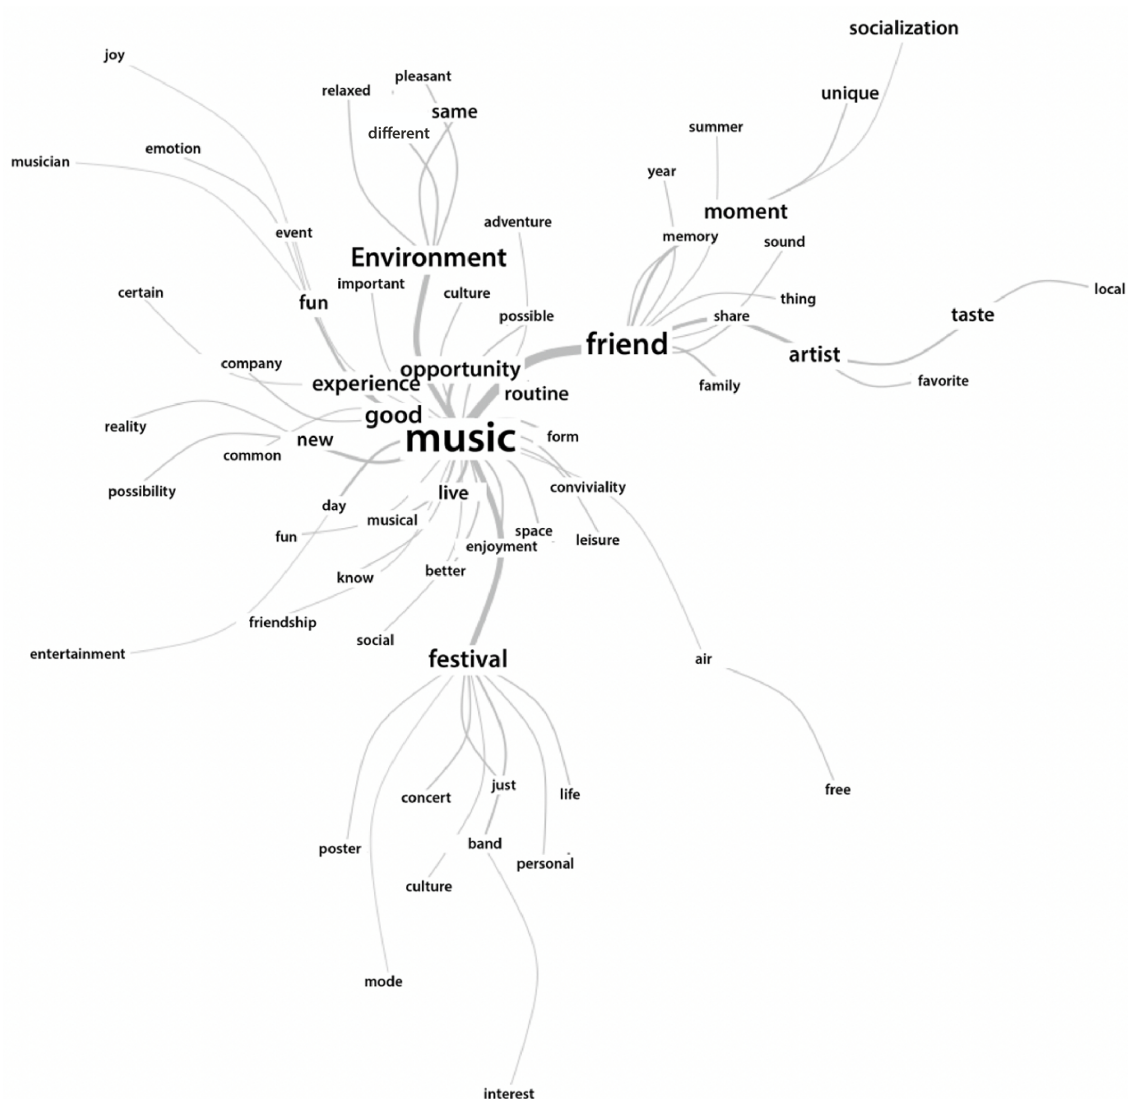 socialization
joy
pleasant
relaxed
unique
same
summer
different
emotion
musician
year
moment
adventure
event
memory
sound
Environment
important
certain
culture
local
thing
fun
possible
share
taste
friend
artist
company
opportunity
experience
favorite
family
routine
good
reality
music
form
new
common
conviviality
possibility
live
day
musical
space
fun
leisure
enjoyment
better
know
friendship
social
entertainment
festival
air
just
free
life
concert
band
poster
personal
culture
mode
interest